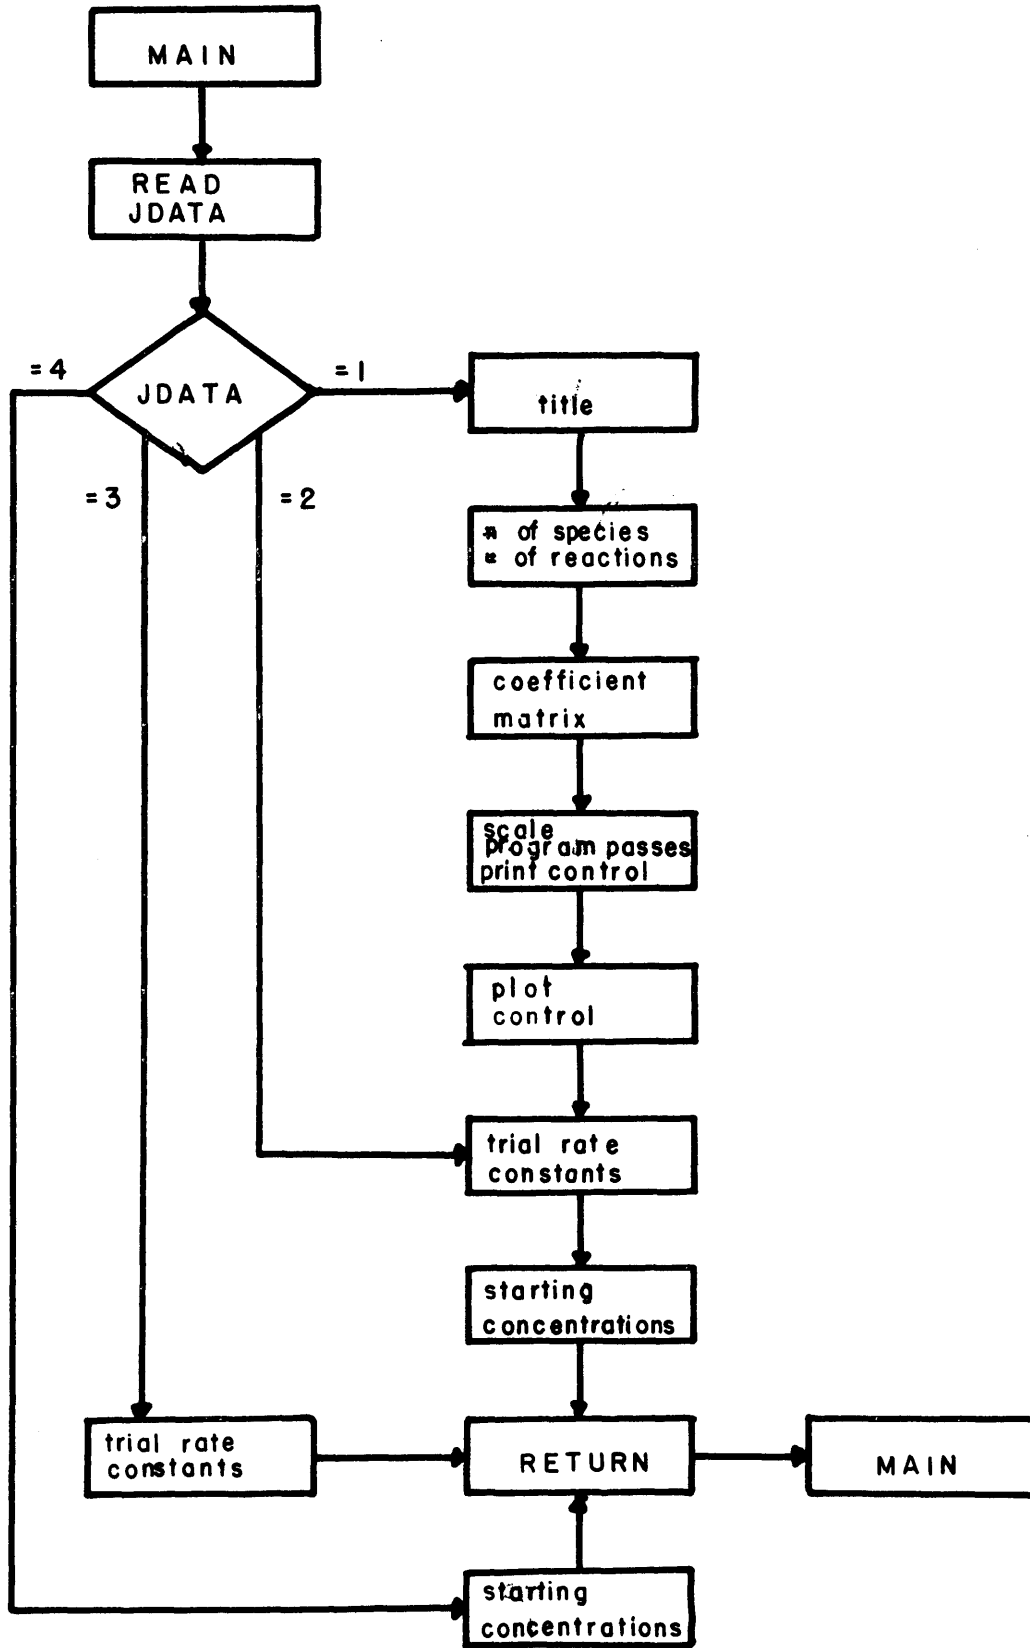 MAIN
READ
JDATA
=4
JDATA
=1
title
=3
=2
# of species
# of reactions
coefficient
matrix
scale
program passes
print control
plot
control
trial rate
constants
starting
concentrations
trial rate
constants
RETURN
MAIN
starting
concentrations